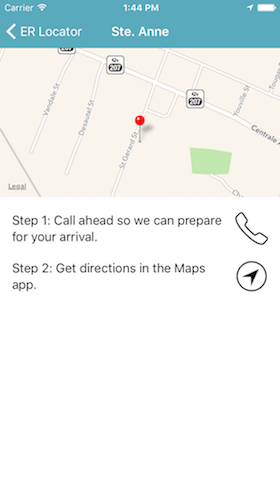 Carrier 1:44 PM
ER Locator Ste. Anne
207
Vandale St
Desautel St
St Gerard St
207
Youville St
Centrale
Legal
Step 1: Call ahead so we can prepare
for your arrival.
Step 2: Get directions in the Maps
app.